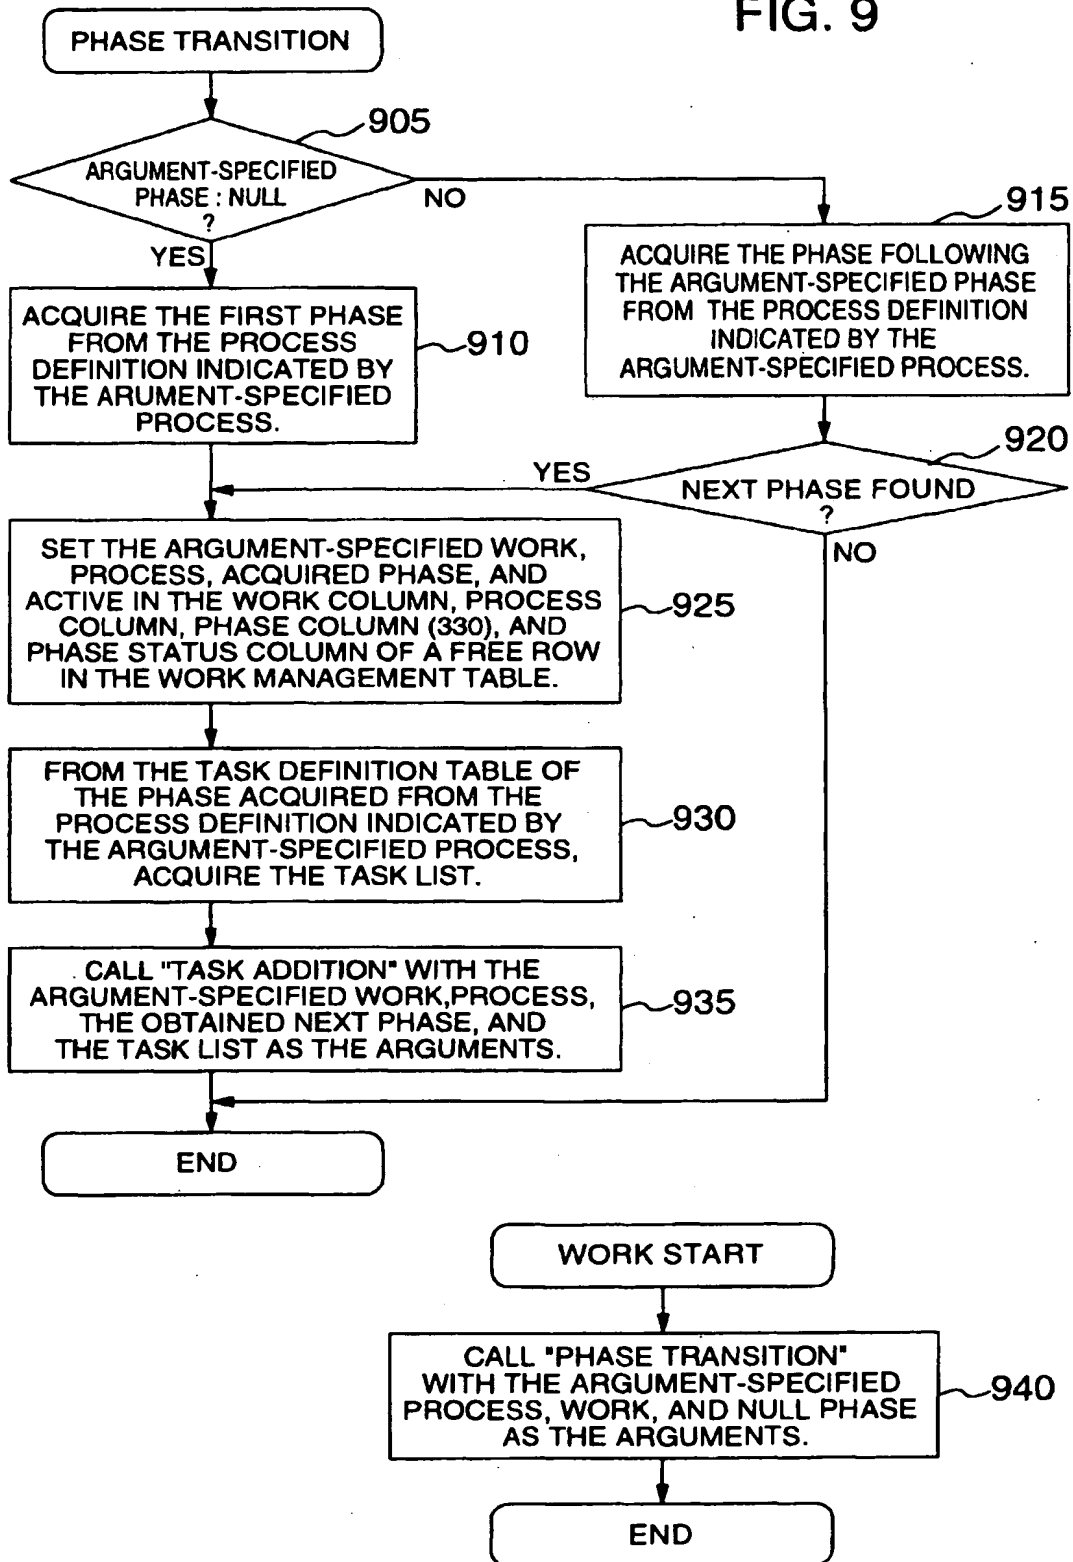 FIG. 9
PHASE TRANSITION
905
ARGUMENT-SPECIFIED
PHASE : NULL
?
NO
YES
915
ACQUIRE THE PHASE FOLLOWING
THE ARGUMENT-SPECIFIED PHASE
FROM THE PROCESS DEFINITION
INDICATED BY THE
ARGUMENT-SPECIFIED PROCESS.
ACQUIRE THE FIRST PHASE
FROM THE PROCESS
DEFINITION INDICATED BY
THE ARUMENT-SPECIFIED
PROCESS.
910
920
NEXT PHASE FOUND
?
YES
NO
SET THE ARGUMENT-SPECIFIED WORK,
PROCESS, ACQUIRED PHASE, AND
ACTIVE IN THE WORK COLUMN, PROCESS
COLUMN, PHASE COLUMN (330), AND
PHASE STATUS COLUMN OF A FREE ROW
IN THE WORK MANAGEMENT TABLE.
925
FROM THE TASK DEFINITION TABLE OF
THE PHASE ACQUIRED FROM THE
PROCESS DEFINITION INDICATED BY
THE ARGUMENT-SPECIFIED PROCESS,
ACQUIRE THE TASK LIST.
930
CALL "TASK ADDITION" WITH THE
ARGUMENT-SPECIFIED WORK,PROCESS,
THE OBTAINED NEXT PHASE, AND
THE TASK LIST AS THE ARGUMENTS.
935
END
WORK START
CALL "PHASE TRANSITION"
WITH THE ARGUMENT-SPECIFIED
PROCESS, WORK, AND NULL PHASE
AS THE ARGUMENTS.
940
END